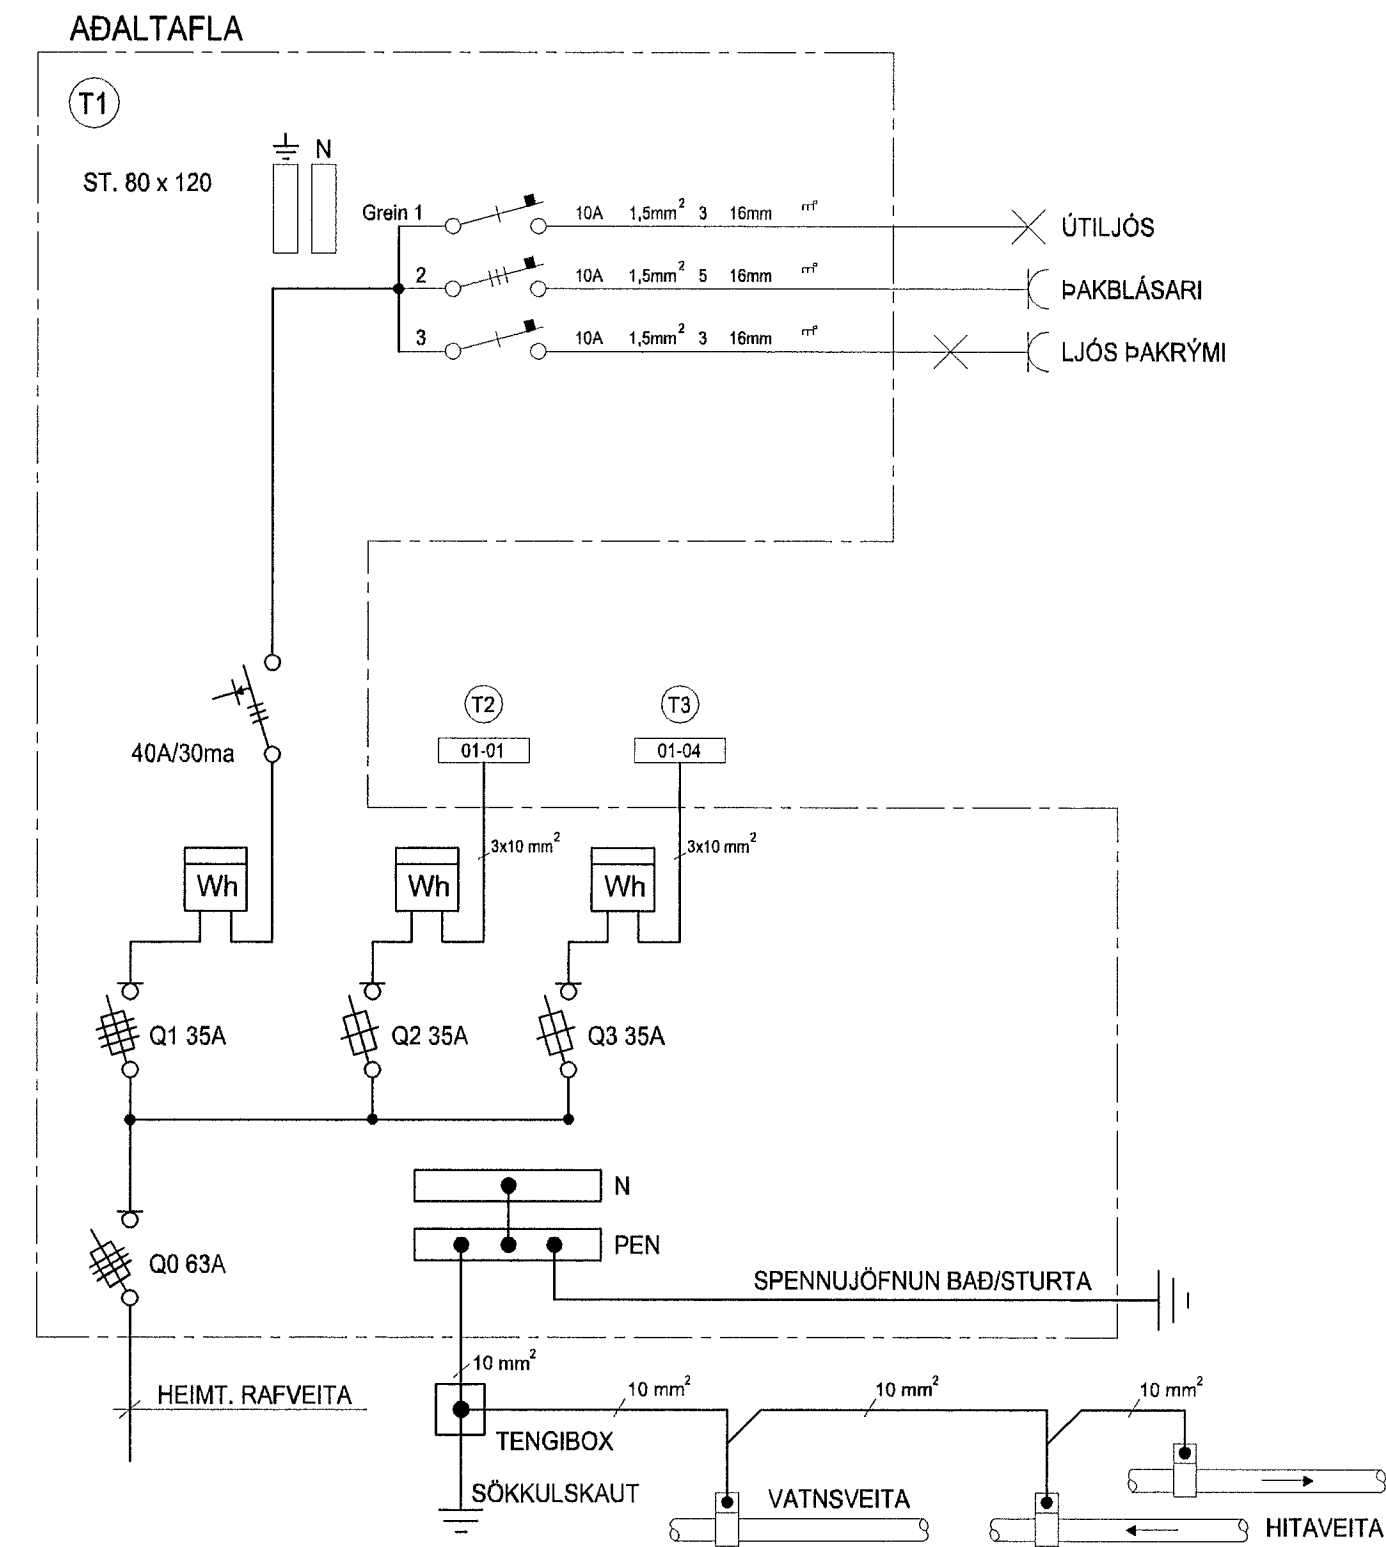 AÐALTAFLA
T1
ST. 80 x 120
N
Grein 1 10A 1,5mm² 3 16mm ÚTILJÓS
2 10A 1,5mm² 5 16mm ÞAKBLÁSARI
3 10A 1,5mm² 3 16mm LJÓS ÞAKRÝMI
40A/30ma
T2 T3
01-01 01-04
3x10 mm² 3x10 mm²
Wh Wh Wh
Q1 35A Q2 35A Q3 35A
N
PEN
Q0 63A
SPENNUJÖFNUN BAÐ/STURTA
10 mm²
HEIMT. RAFVEITA
10 mm² 10 mm² 10 mm²
TENGIBOX
SÖKKULSKAUT
VATNSVEITA
HITAVEITA